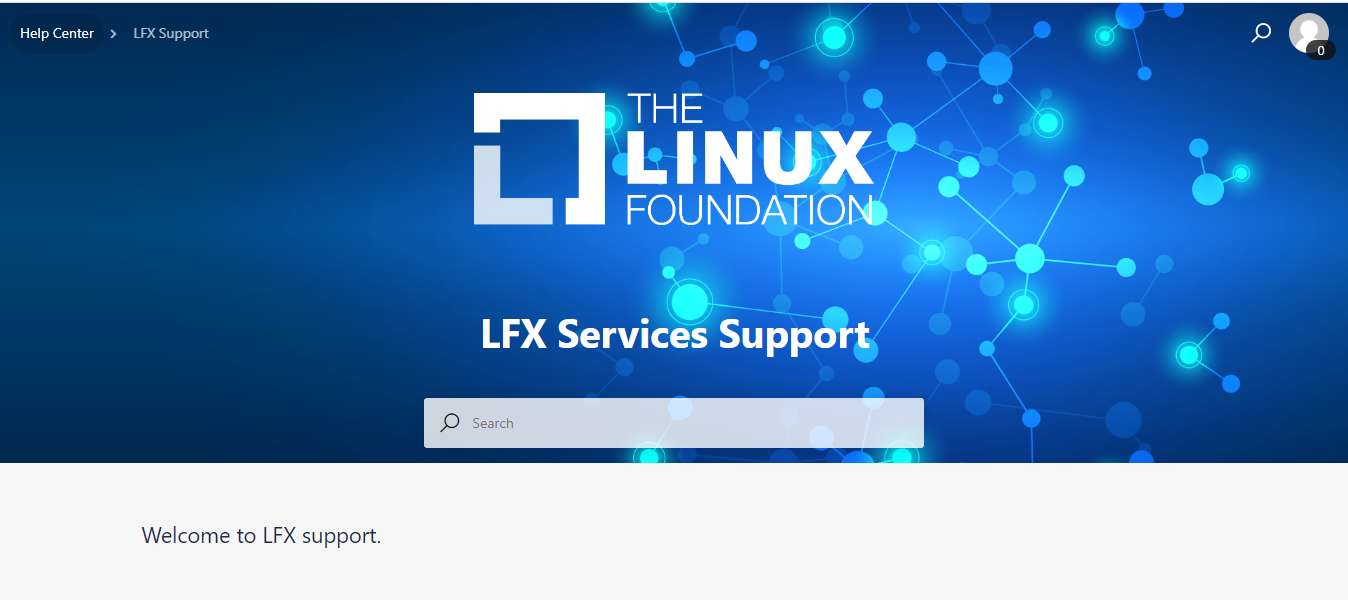 Help Center > LFX Support
0
THE
LINUX
FOUNDATION
LFX Services Support
Search
Welcome to LFX support.